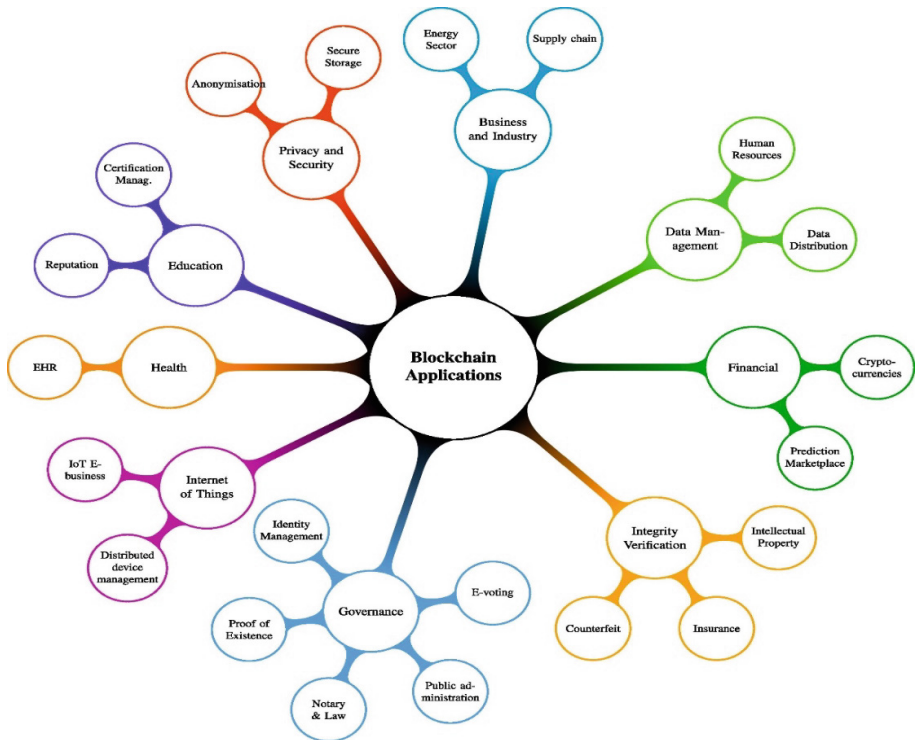 Energy
Sector
Supply chain
Secure
Storage
Anonymisation
Business
and Industry
Privacy and
Security
Human
Resources
Certification
Manag.
Data Man-
agement
Data
Distribution
Reputation
Education
Blockchain
Applications
EHR
Health
Financial
Crypto-
currencies
Prediction
Marketplace
IoT E-
business
Internet
of Things
Distributed
device
management
Identity
Management
Integrity
Verification
Intellectual
Property
E-voting
Governance
Proof of
Existence
Counterfeit
Insurance
Notary
& Law
Public ad-
ministration